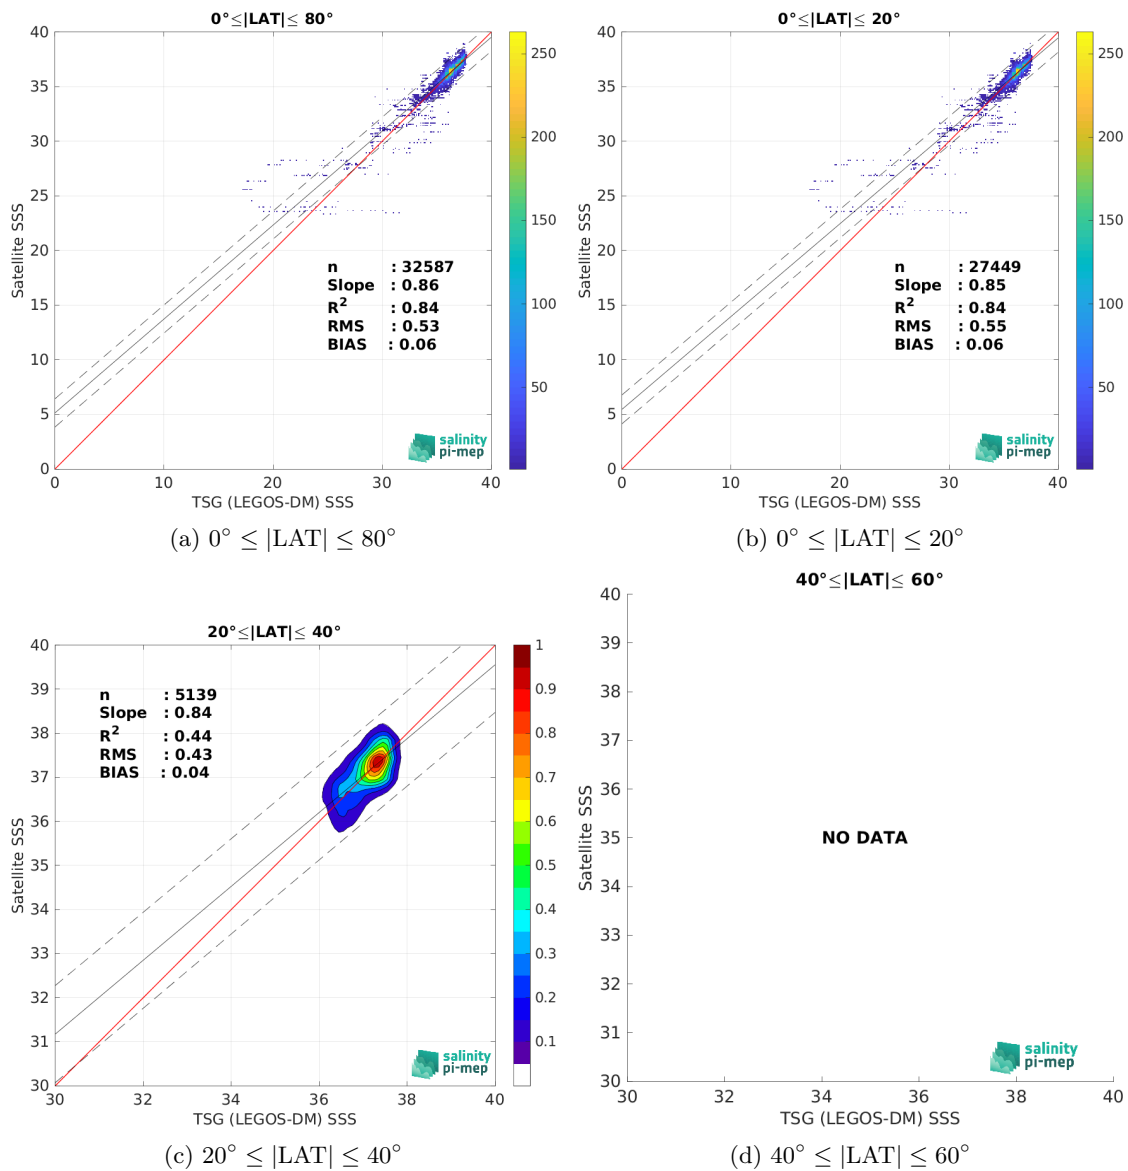 0°≤|LAT|≤ 80°
40
35
30
25
20
15
10
5
0
Satellite SSS
n : 32587
Slope : 0.86
R² : 0.84
RMS : 0.53
BIAS : 0.06
salinity
pi-mep
0 10 20 30 40
TSG (LEGOS-DM) SSS
250
200
150
100
50
(a) 0° ≤ |LAT| ≤ 80°
0°≤|LAT|≤ 20°
40
35
30
25
20
15
10
5
0
Satellite SSS
n : 27449
Slope : 0.85
R² : 0.84
RMS : 0.55
BIAS : 0.06
salinity
pi-mep
0 10 20 30 40
TSG (LEGOS-DM) SSS
250
200
150
100
50
(b) 0° ≤ |LAT| ≤ 20°
20°≤|LAT|≤ 40°
40
39
38
37
36
35
34
33
32
31
30
Satellite SSS
n : 5139
Slope : 0.84
R² : 0.44
RMS : 0.43
BIAS : 0.04
salinity
pi-mep
30 32 34 36 38 40
TSG (LEGOS-DM) SSS
1
0.9
0.8
0.7
0.6
0.5
0.4
0.3
0.2
0.1
(c) 20° ≤ |LAT| ≤ 40°
40°≤|LAT|≤ 60°
40
39
38
37
36
35
34
33
32
31
30
Satellite SSS
NO DATA
salinity
pi-mep
30 32 34 36 38 40
TSG (LEGOS-DM) SSS
(d) 40° ≤ |LAT| ≤ 60°